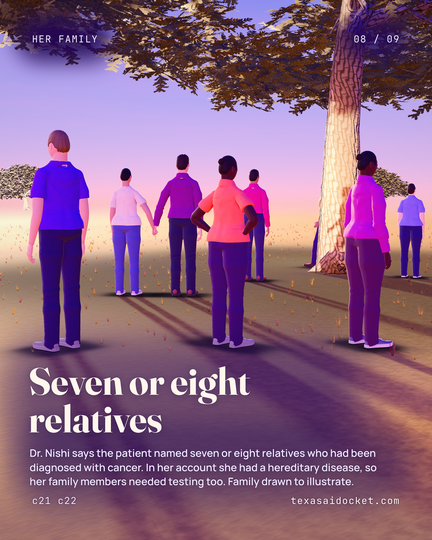 HER FAMILY
08 / 09
Seven or eight
relatives
Dr. Nishi says the patient named seven or eight relatives who had been
diagnosed with cancer. In her account she had a hereditary disease, so
her family members needed testing too. Family drawn to illustrate.
c21 c22
texasaidocket.com